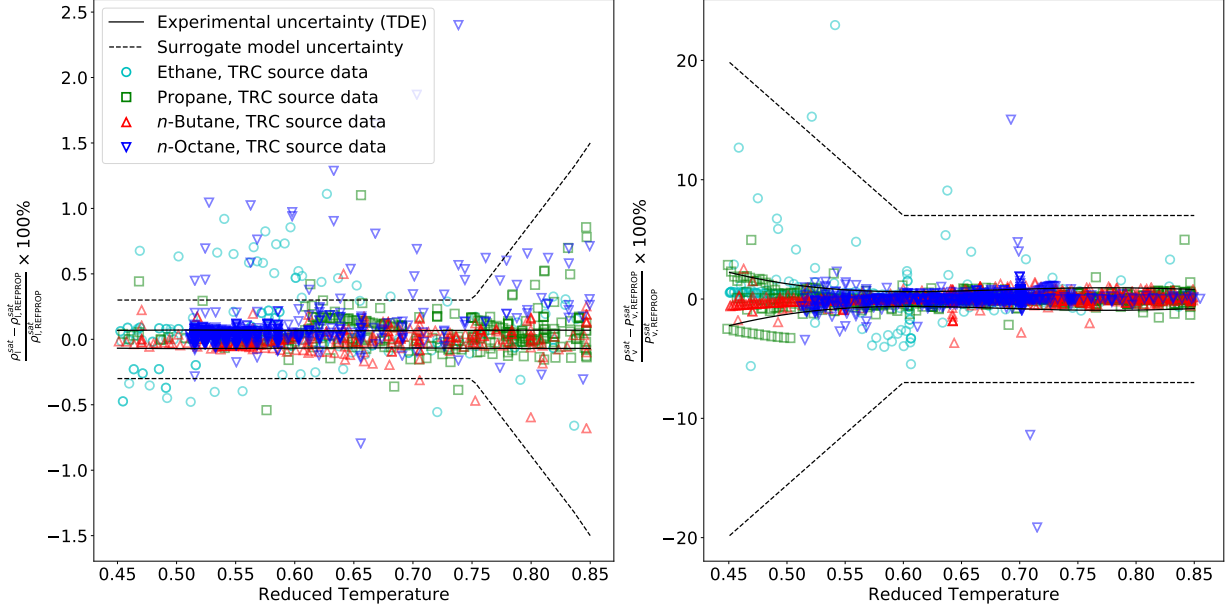 2.5
2.0
1.5
1.0
0.5
0.0
−0.5
−1.0
−1.5
ρ_l^sat − ρ_l,REFPROP^sat / ρ_l,REFPROP^sat × 100%
Experimental uncertainty (TDE)
Surrogate model uncertainty
Ethane, TRC source data
Propane, TRC source data
n-Butane, TRC source data
n-Octane, TRC source data
0.45 0.50 0.55 0.60 0.65 0.70 0.75 0.80 0.85
Reduced Temperature
20
10
0
−10
−20
P_v^sat − P_v,REFPROP^sat / P_v,REFPROP^sat × 100%
0.45 0.50 0.55 0.60 0.65 0.70 0.75 0.80 0.85
Reduced Temperature